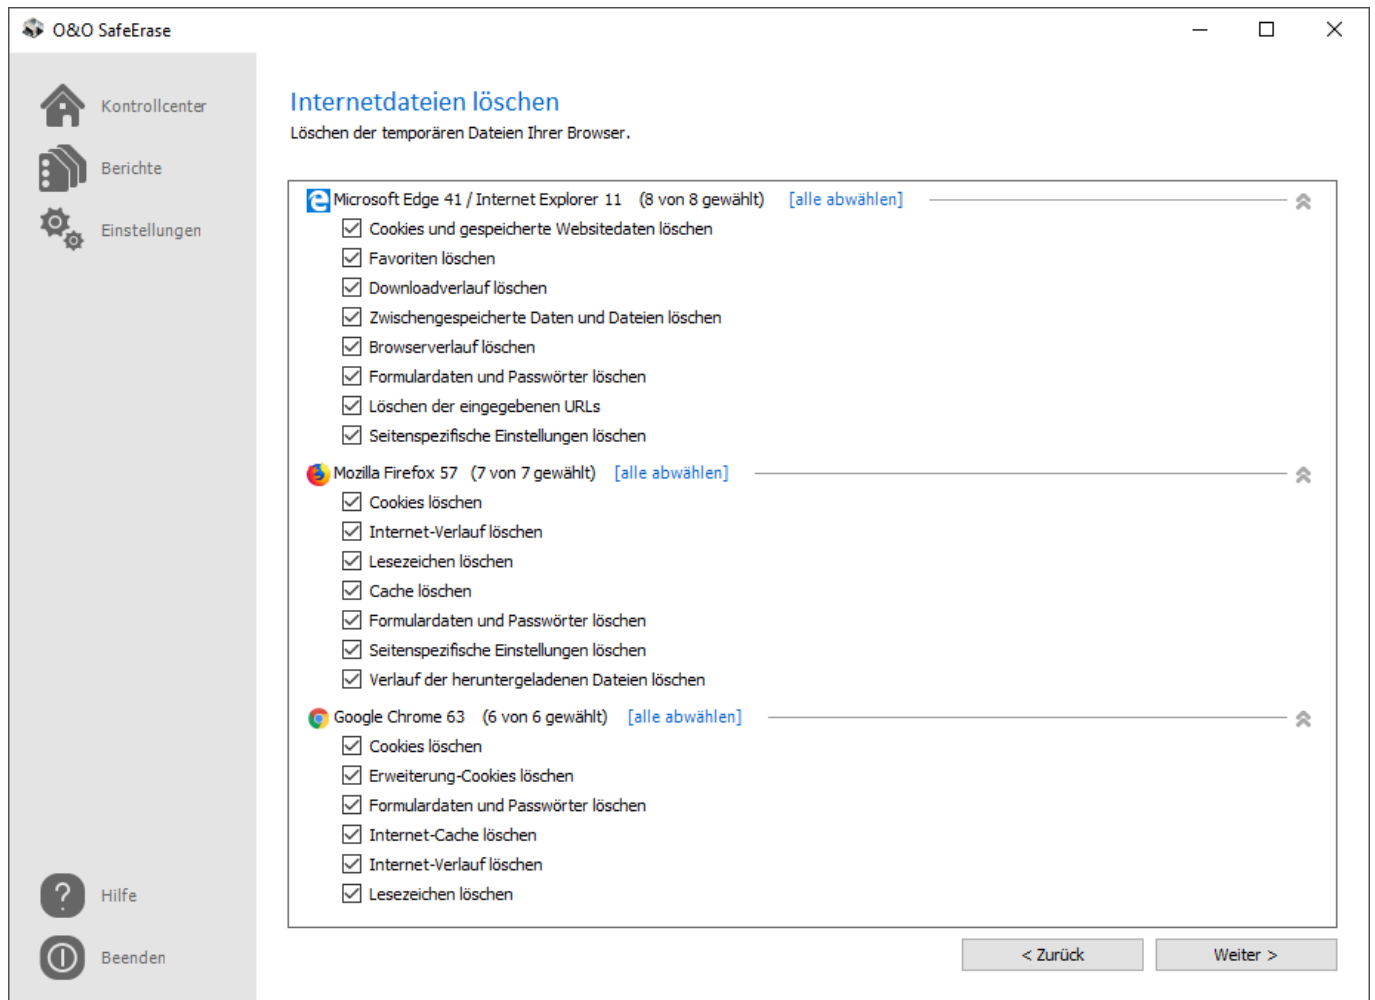 O&O SafeErase
Kontrollcenter
Berichte
Einstellungen
Hilfe
Beenden
Internetdateien löschen
Löschen der temporären Dateien Ihrer Browser.
Microsoft Edge 41 / Internet Explorer 11 (8 von 8 gewählt) [alle abwählen]
Cookies und gespeicherte Websitedaten löschen
Favoriten löschen
Downloadverlauf löschen
Zwischengespeicherte Daten und Dateien löschen
Browserverlauf löschen
Formulardaten und Passwörter löschen
Löschen der eingegebenen URLs
Seitenspezifische Einstellungen löschen
Mozilla Firefox 57 (7 von 7 gewählt) [alle abwählen]
Cookies löschen
Internet-Verlauf löschen
Lesezeichen löschen
Cache löschen
Formulardaten und Passwörter löschen
Seitenspezifische Einstellungen löschen
Verlauf der heruntergeladenen Dateien löschen
Google Chrome 63 (6 von 6 gewählt) [alle abwählen]
Cookies löschen
Erweiterung-Cookies löschen
Formulardaten und Passwörter löschen
Internet-Cache löschen
Internet-Verlauf löschen
Lesezeichen löschen
< Zurück
Weiter >